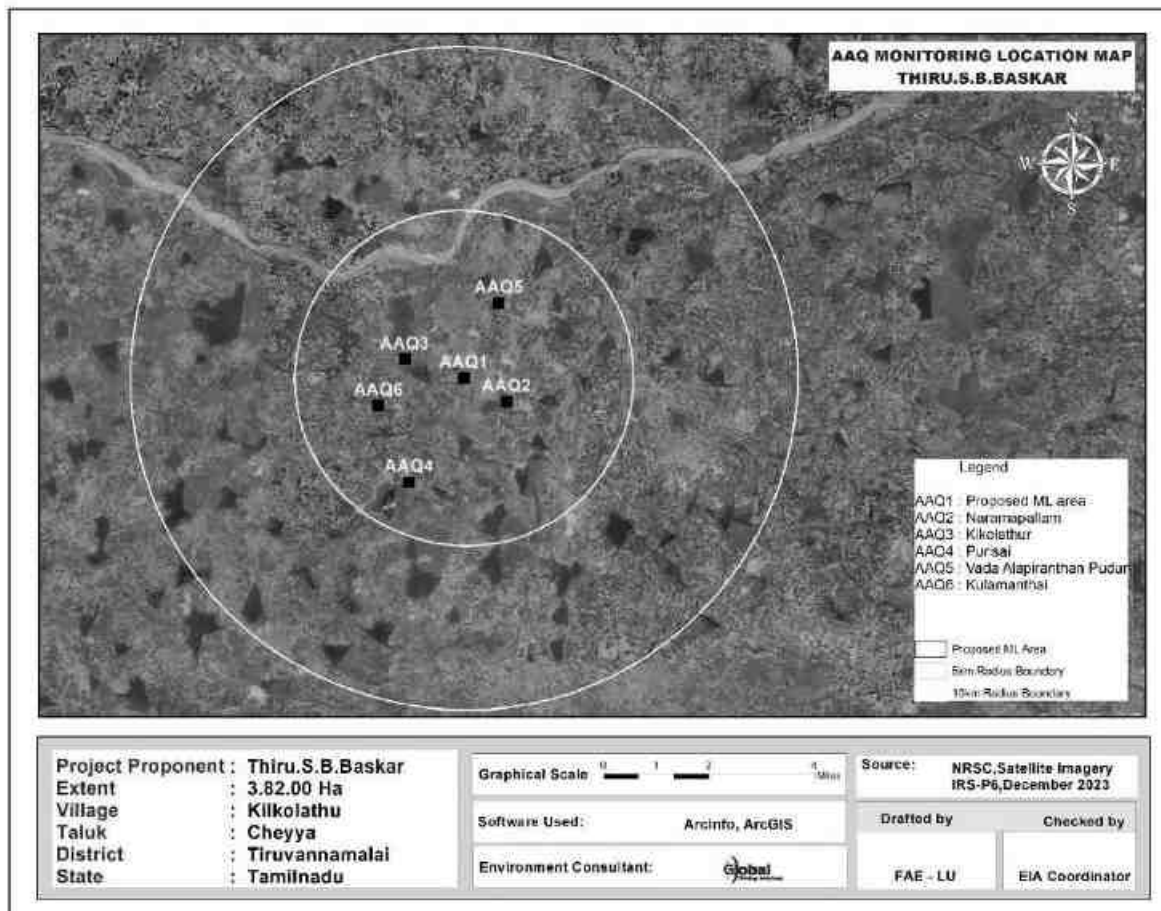 AAQ MONITORING LOCATION MAP
THIRU.S.B.BASKAR
N
W E
S
AAQ5
AAQ3
AAQ1
AAQ2
AAQ6
AAQ4
Legend
AAQ1 : Proposed ML area
AAQ2 : Naramapallam
AAQ3 : Kikolathur
AAQ4 : Purisai
AAQ5 : Vada Alapiranthan Pudur
AAQ6 : Kulamanthai
Proposed ML Area
5km Radius Boundary
10km Radius Boundary
Project Proponent : Thiru.S.B.Baskar
Extent : 3.82.00 Ha
Village : Kilkolathu
Taluk : Cheyya
District : Tiruvannamalai
State : Tamilnadu
Graphical Scale 0 1 2 4 Miles
Software Used: Arcinfo, ArcGIS
Environment Consultant: Global
Source: NRSC,Satellite Imagery
IRS-P6,December 2023
Drafted by Checked by
FAE - LU EIA Coordinator